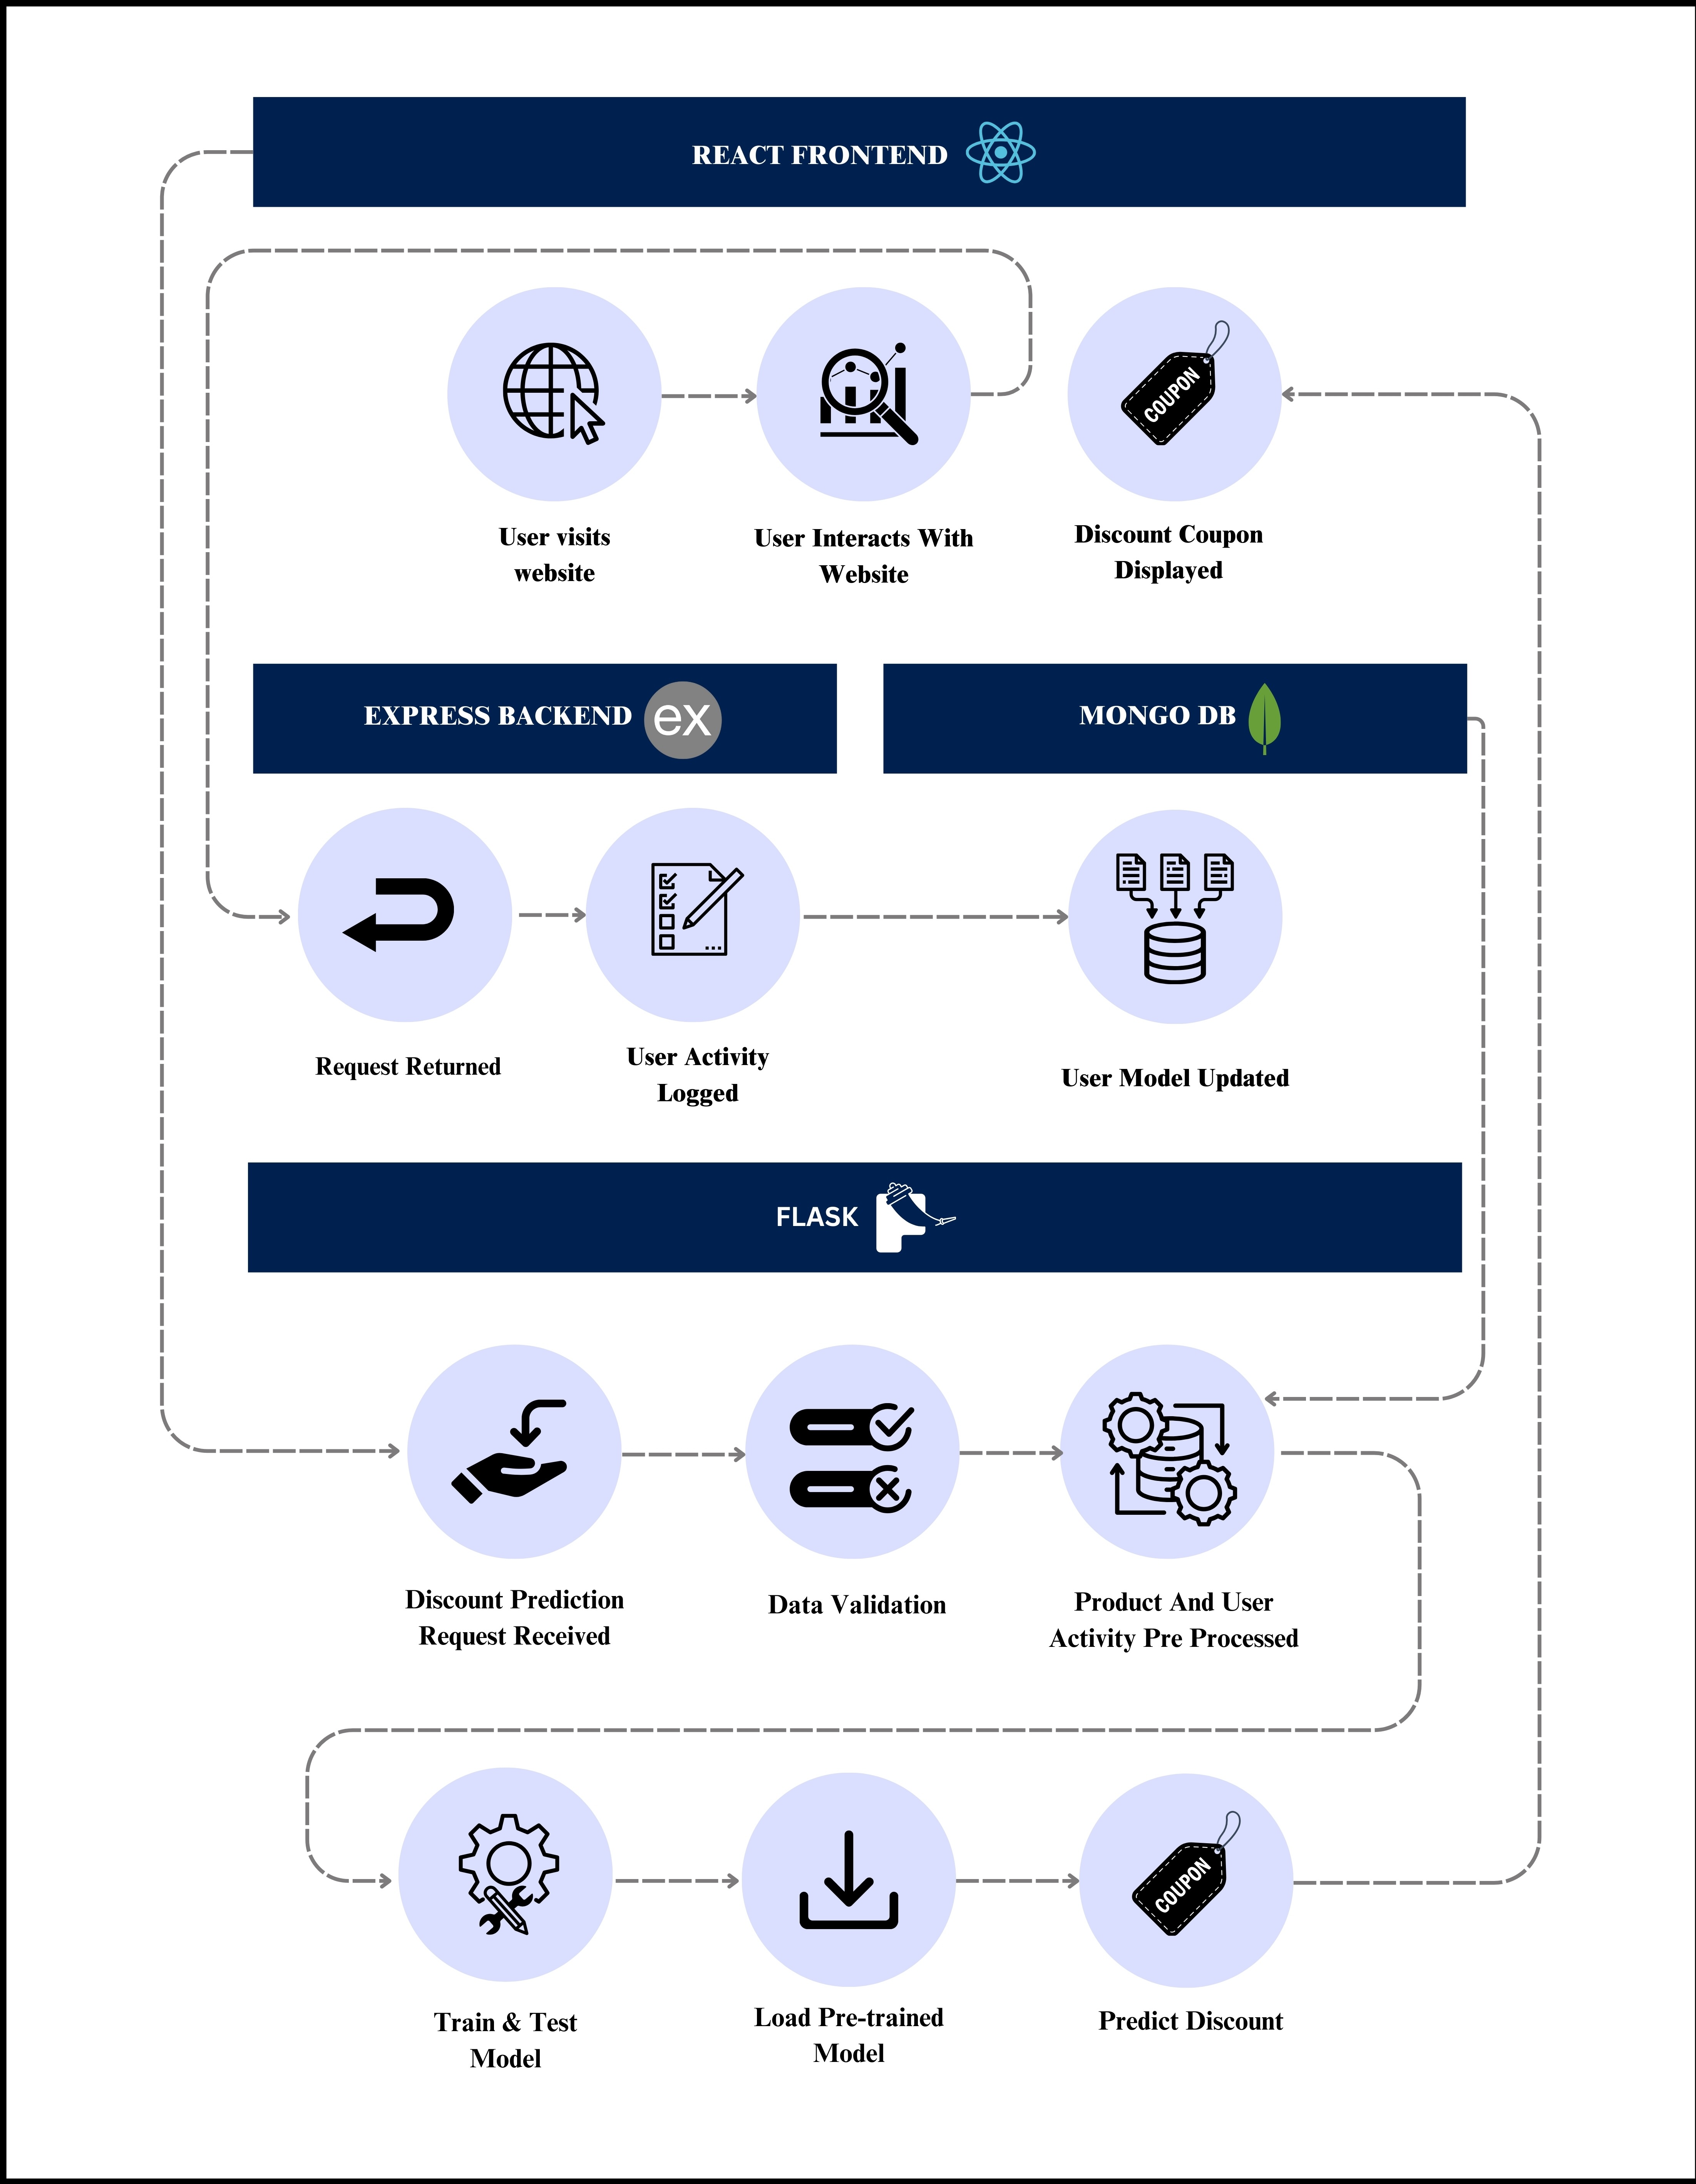 REACT FRONTEND
COUPON
User visits
website
User Interacts With
Website
Discount Coupon
Displayed
EXPRESS BACKEND
ex
MONGO DB
Request Returned
User Activity
Logged
User Model Updated
FLASK
Discount Prediction
Request Received
Data Validation
Product And User
Activity Pre Processed
COUPON
Train & Test
Model
Load Pre-trained
Model
Predict Discount